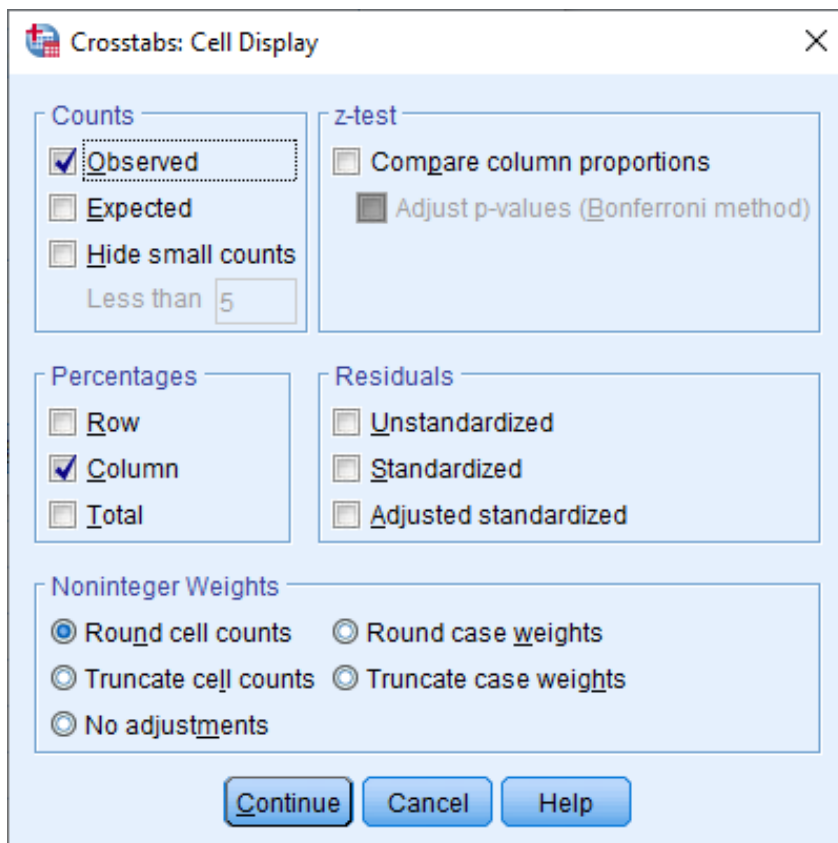 Crosstabs: Cell Display
Counts
Observed
Expected
Hide small counts
Less than 5
z-test
Compare column proportions
Adjust p-values (Bonferroni method)
Percentages
Row
Column
Total
Residuals
Unstandardized
Standardized
Adjusted standardized
Noninteger Weights
Round cell counts
Round case weights
Truncate cell counts
Truncate case weights
No adjustments
Continue
Cancel
Help